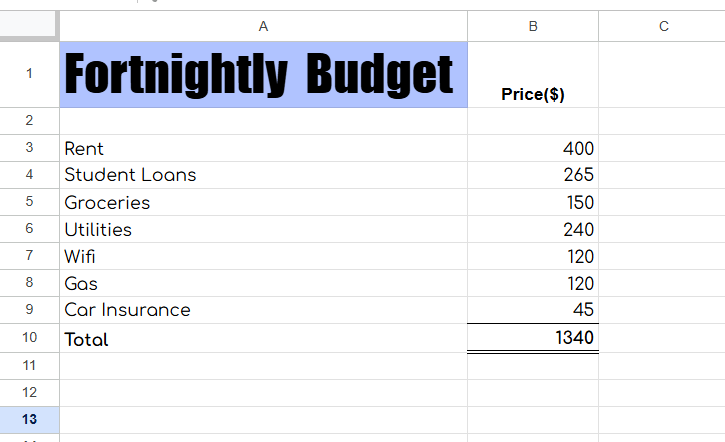 A B C
1 Fortnightly Budget Price($)
2
3 Rent 400
4 Student Loans 265
5 Groceries 150
6 Utilities 240
7 Wifi 120
8 Gas 120
9 Car Insurance 45
10 Total 1340
11
12
13